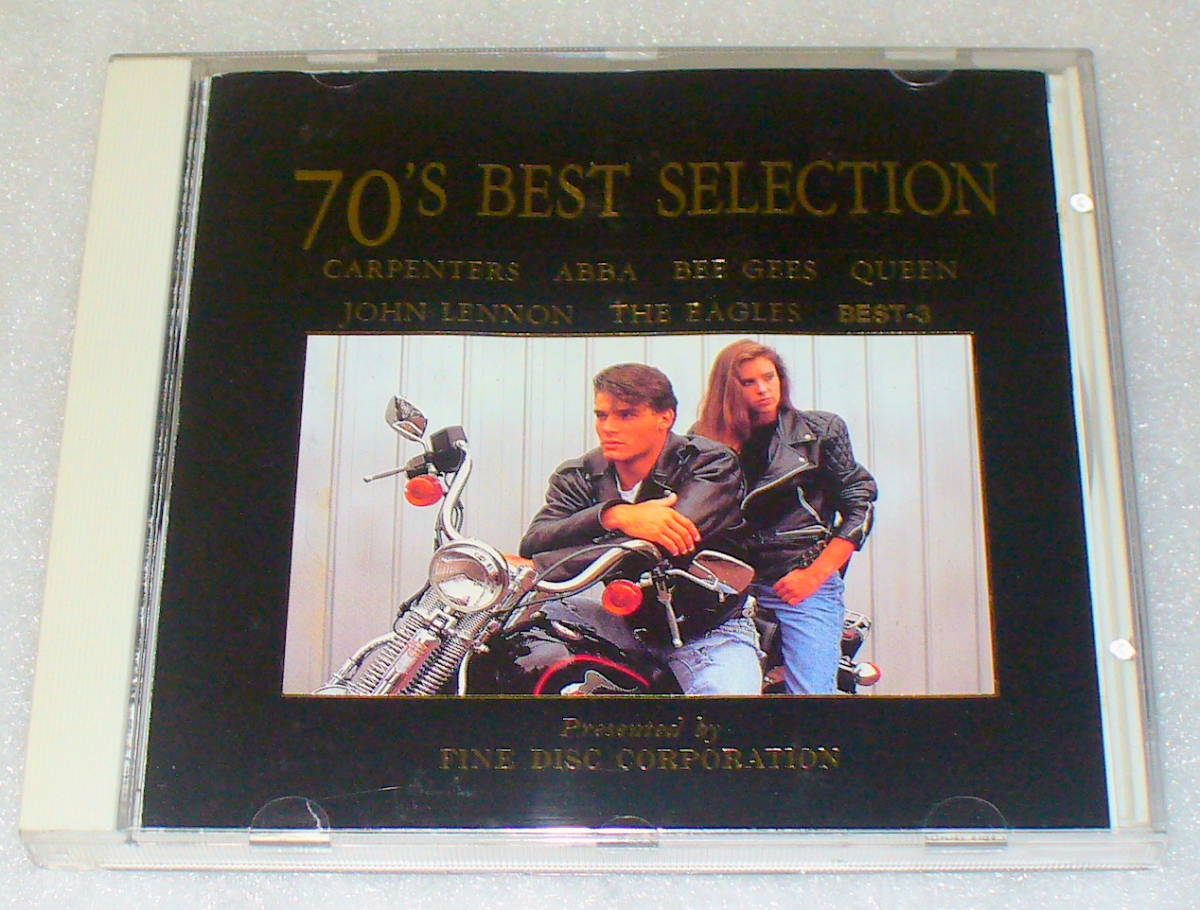 70'S BEST SELECTION
CARPENTERS ABBA BEE GEES QUEEN
JOHN LENNON THE EAGLES BEST-3
Presented by
FINE DISC CORPORATION